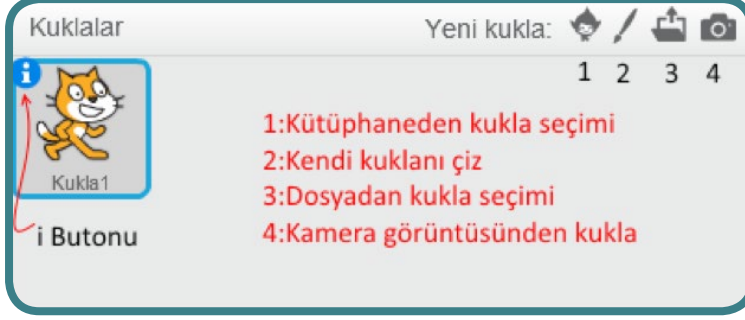 Kuklalar Yeni kukla:
1 2 3 4
i
1:Kütüphaneden kukla seçimi
2:Kendi kuklanı çiz
3:Dosyadan kukla seçimi
Kukla1
4:Kamera görüntüsünden kukla
i Butonu